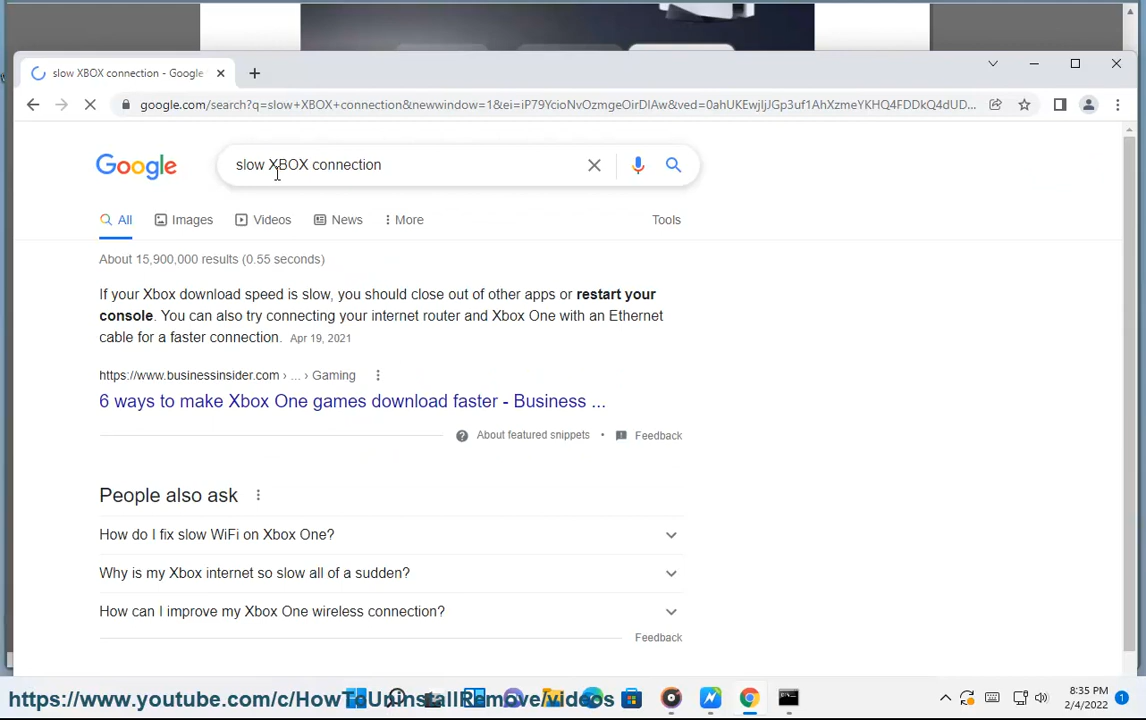 slow XBOX connection - Google
google.com/search?q=slow+XBOX+connection&newwindow=1&ei=iP79YcioNvOzmgeOirDIAw&ved=0ahUKEwjljJGp3uf1AhXzmeYKHQ4FDDkQ4dUD...
Google
slow XBOX connection
All
Images
Videos
News
More
Tools
About 15,900,000 results (0.55 seconds)
If your Xbox download speed is slow, you should close out of other apps or restart your
console. You can also try connecting your internet router and Xbox One with an Ethernet
cable for a faster connection. Apr 19, 2021
https://www.businessinsider.com › ... › Gaming
6 ways to make Xbox One games download faster - Business ...
About featured snippets • Feedback
People also ask
How do I fix slow WiFi on Xbox One?
Why is my Xbox internet so slow all of a sudden?
How can I improve my Xbox One wireless connection?
Feedback
https://www.youtube.com/c/HowToUninstallRemove/videos
8:35 PM
2/4/2022
1